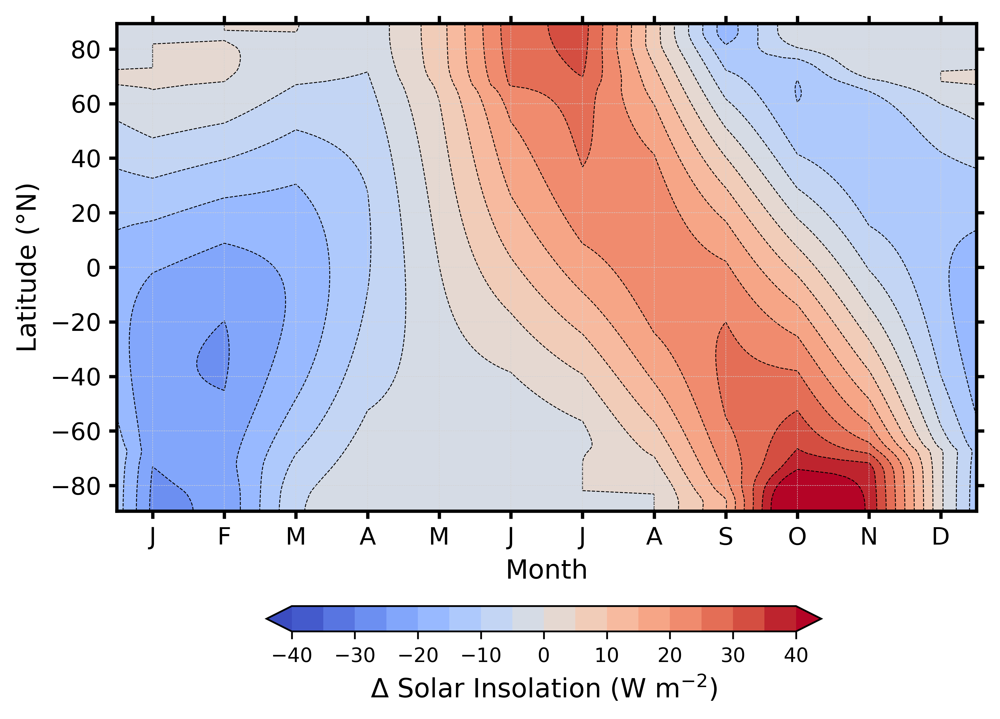 80
60
40
20
0
−20
−40
−60
−80
Latitude (°N)
J F M A M J J A S O N D
Month
−40 −30 −20 −10 0 10 20 30 40
Δ Solar Insolation (W m⁻²)